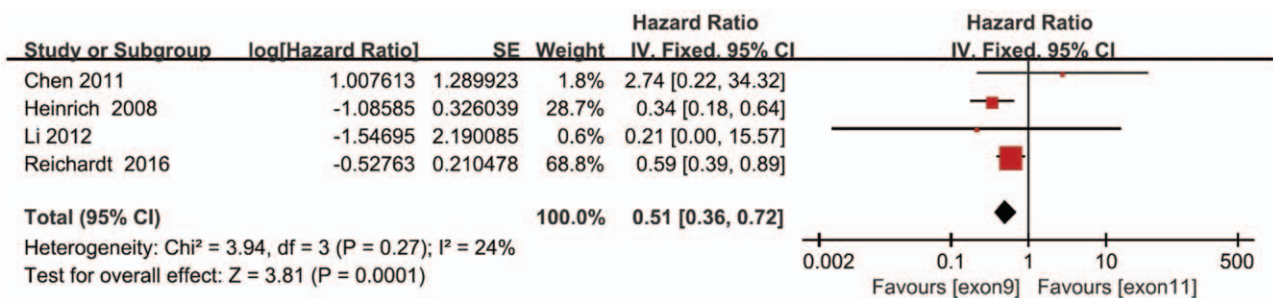 Hazard Ratio Hazard Ratio
Study or Subgroup log[Hazard Ratio] SE Weight IV. Fixed. 95% CI IV. Fixed. 95% CI
Chen 2011 1.007613 1.289923 1.8% 2.74 [0.22, 34.32]
Heinrich 2008 -1.08585 0.326039 28.7% 0.34 [0.18, 0.64]
Li 2012 -1.54695 2.190085 0.6% 0.21 [0.00, 15.57]
Reichardt 2016 -0.52763 0.210478 68.8% 0.59 [0.39, 0.89]
Total (95% CI) 100.0% 0.51 [0.36, 0.72]
Heterogeneity: Chi² = 3.94, df = 3 (P = 0.27); I² = 24%
Test for overall effect: Z = 3.81 (P = 0.0001)
0.002 0.1 1 10 500
Favours [exon9] Favours [exon11]